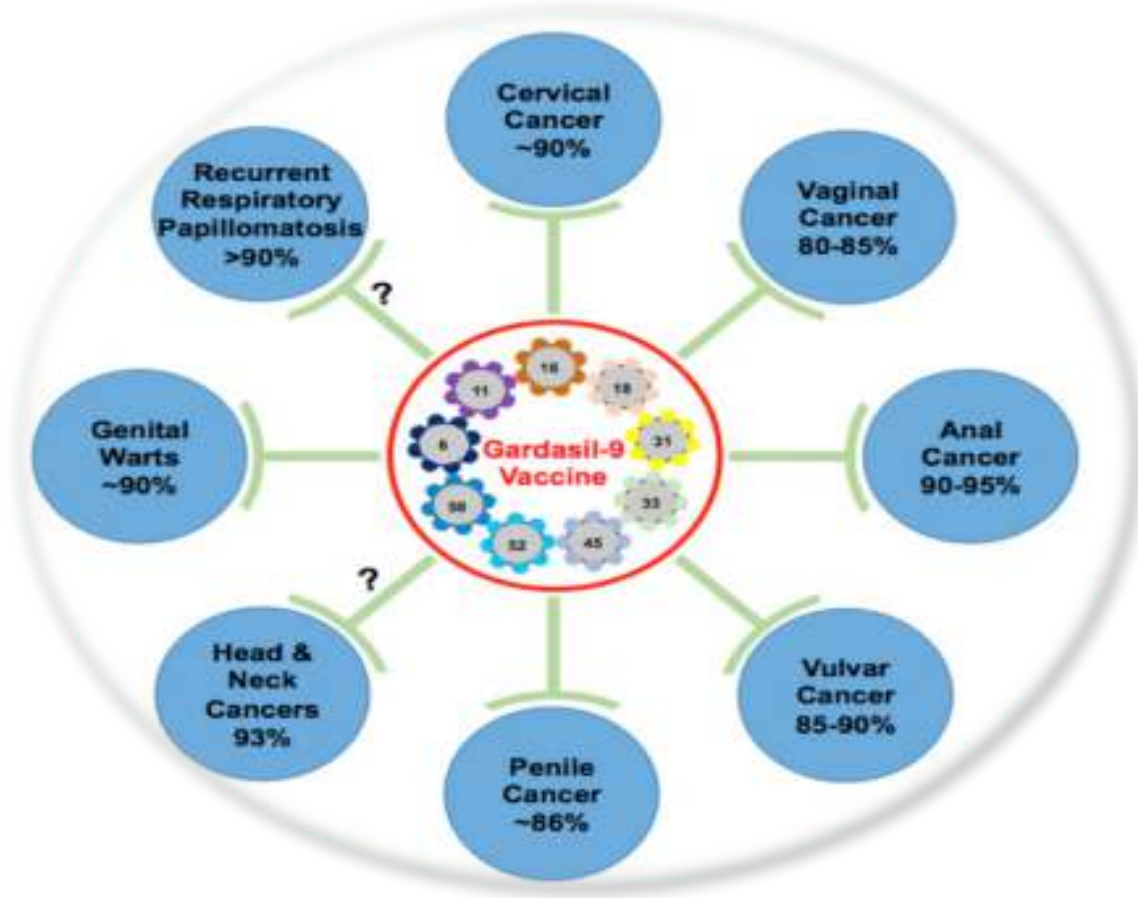 Cervical
Cancer
~90%
Vaginal
Cancer
80-85%
Anal
Cancer
90-95%
Vulvar
Cancer
85-90%
Penile
Cancer
~86%
Head &
Neck
Cancers
93%
Genital
Warts
~90%
Recurrent
Respiratory
Papillomatosis
>90%
?
?
Gardasil-9
Vaccine
16
18
31
33
45
52
58
6
11